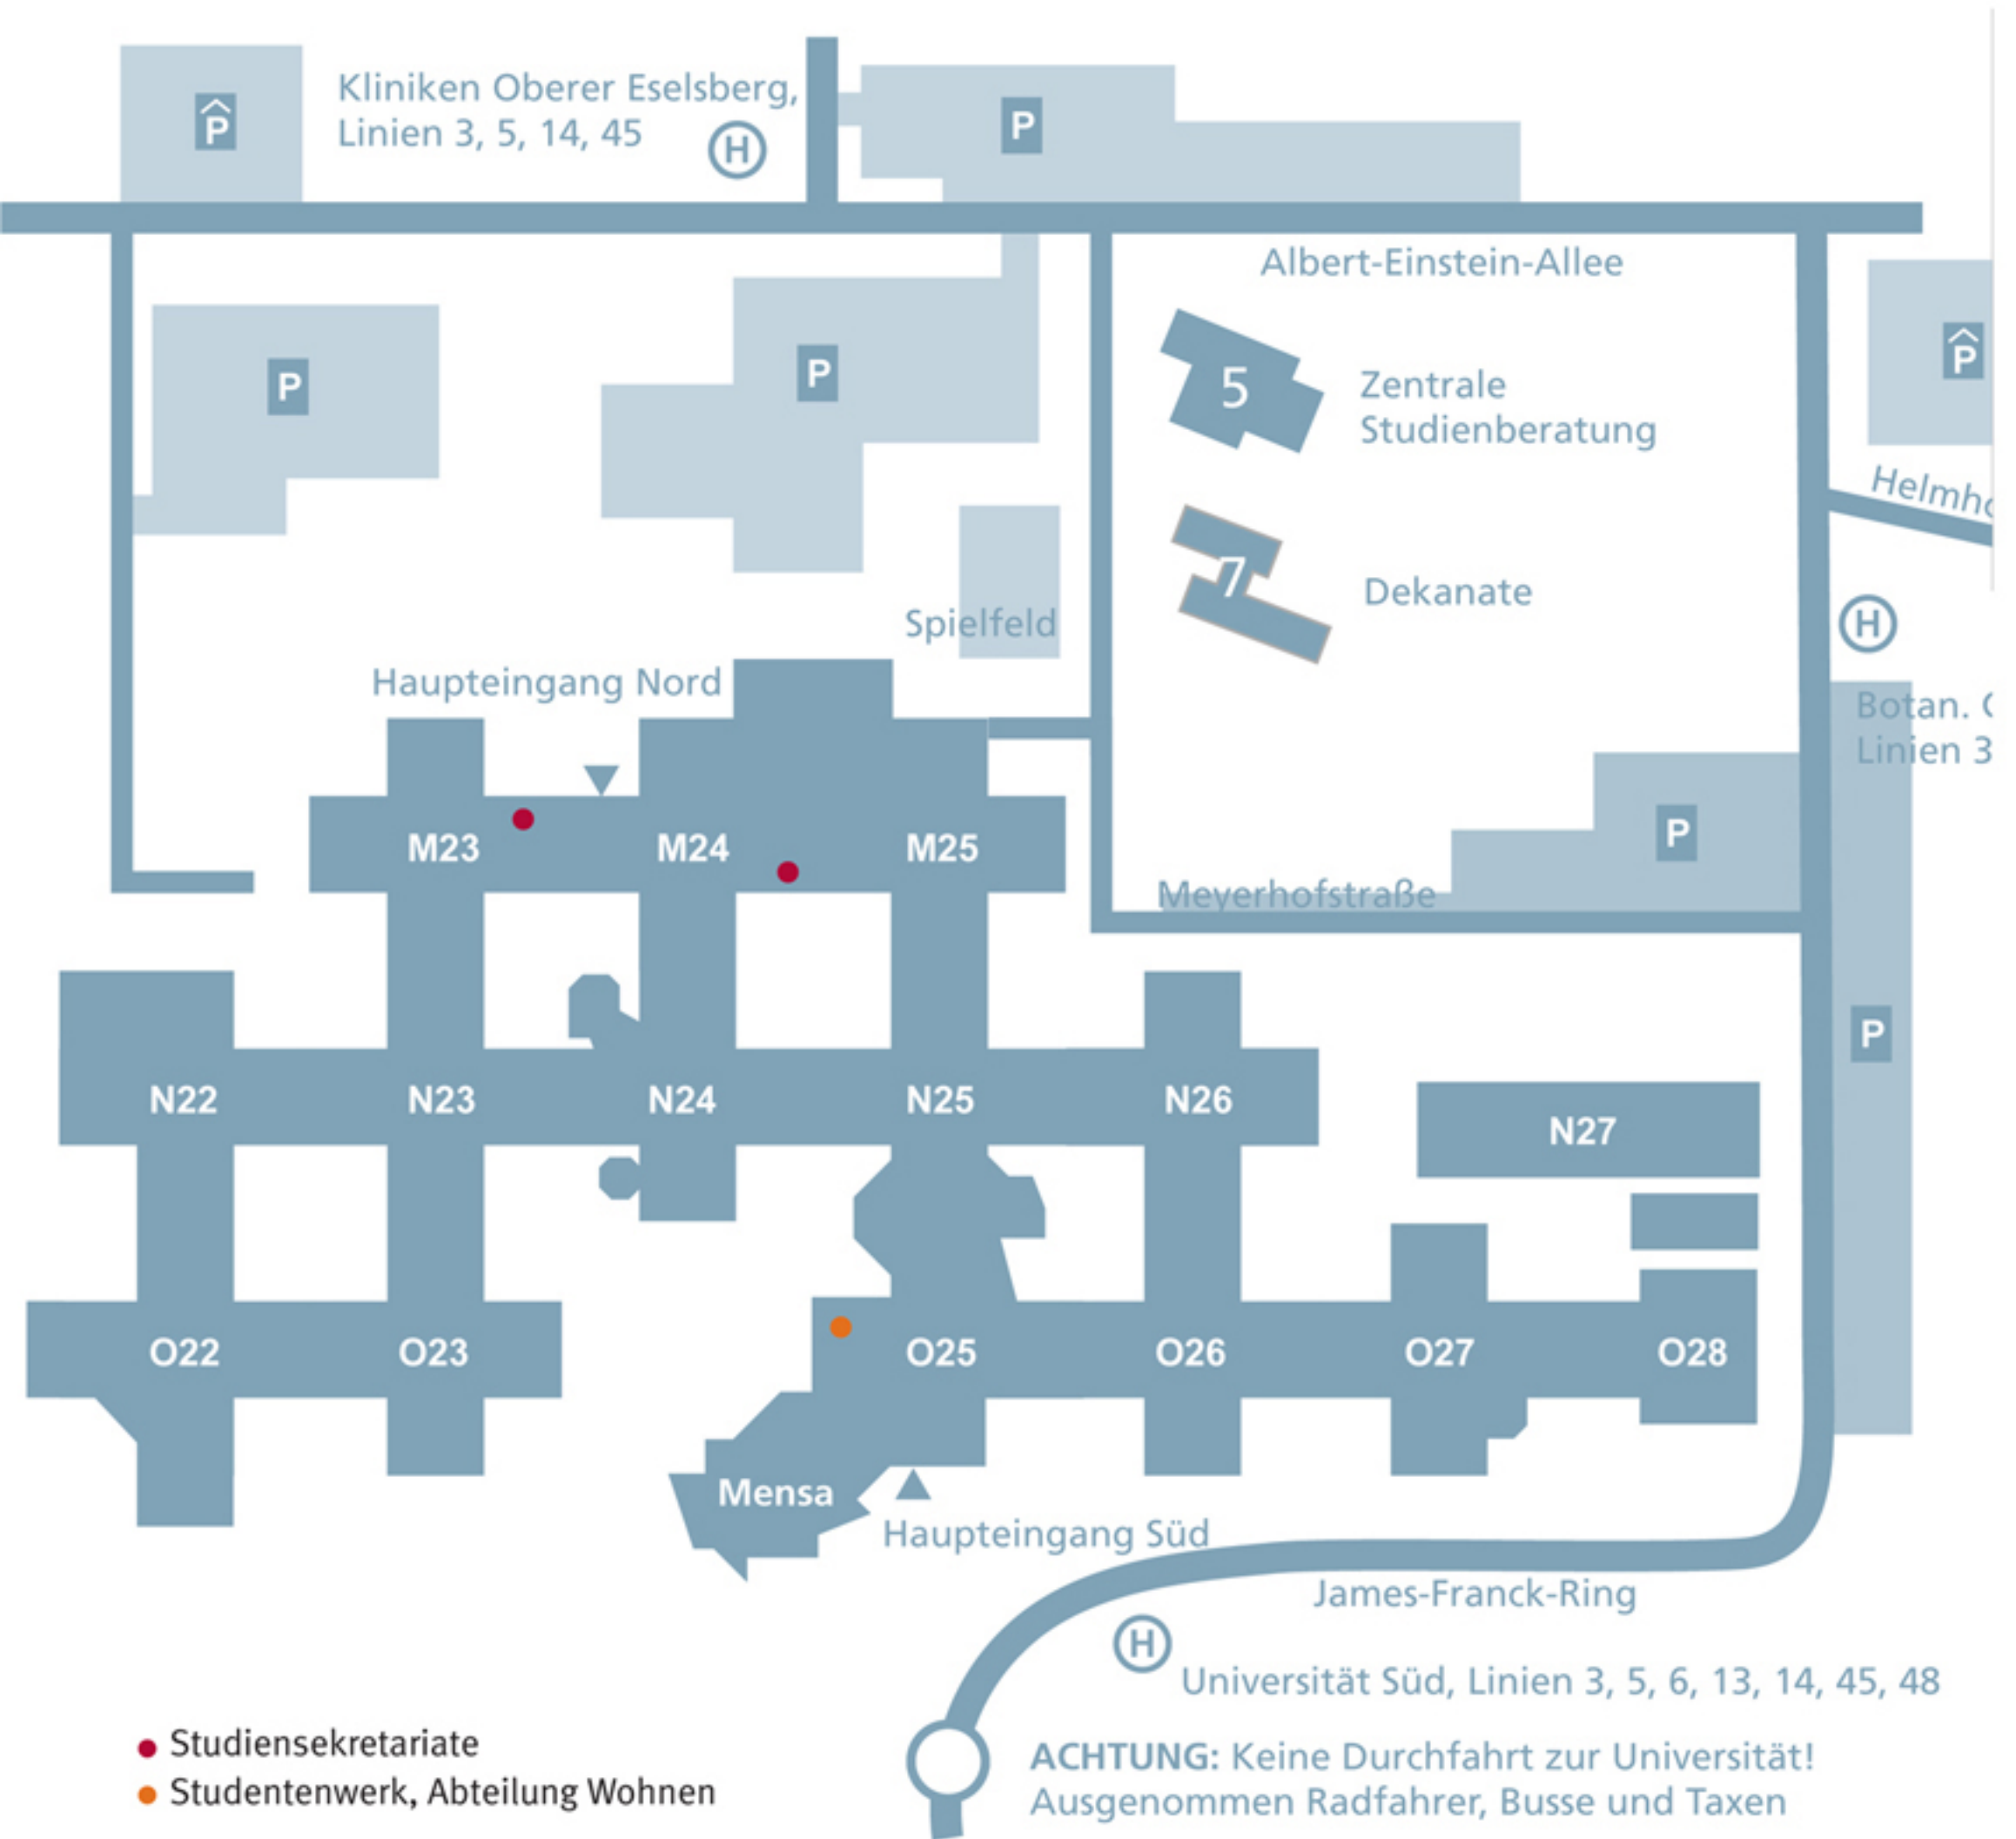 P
Kliniken Oberer Eselsberg,
Linien 3, 5, 14, 45
H
P
Albert-Einstein-Allee
P
P
5
Zentrale
Studienberatung
P
7
Dekanate
H
Spielfeld
Haupteingang Nord
Botan.
Linien 3
M23
M24
M25
P
Meyerhofstraße
P
N22
N23
N24
N25
N26
N27
O22
O23
O25
O26
O27
O28
Mensa
Haupteingang Süd
James-Franck-Ring
H
Universität Süd, Linien 3, 5, 6, 13, 14, 45, 48
Studiensekretariate
Studentenwerk, Abteilung Wohnen
ACHTUNG: Keine Durchfahrt zur Universität!
Ausgenommen Radfahrer, Busse und Taxen